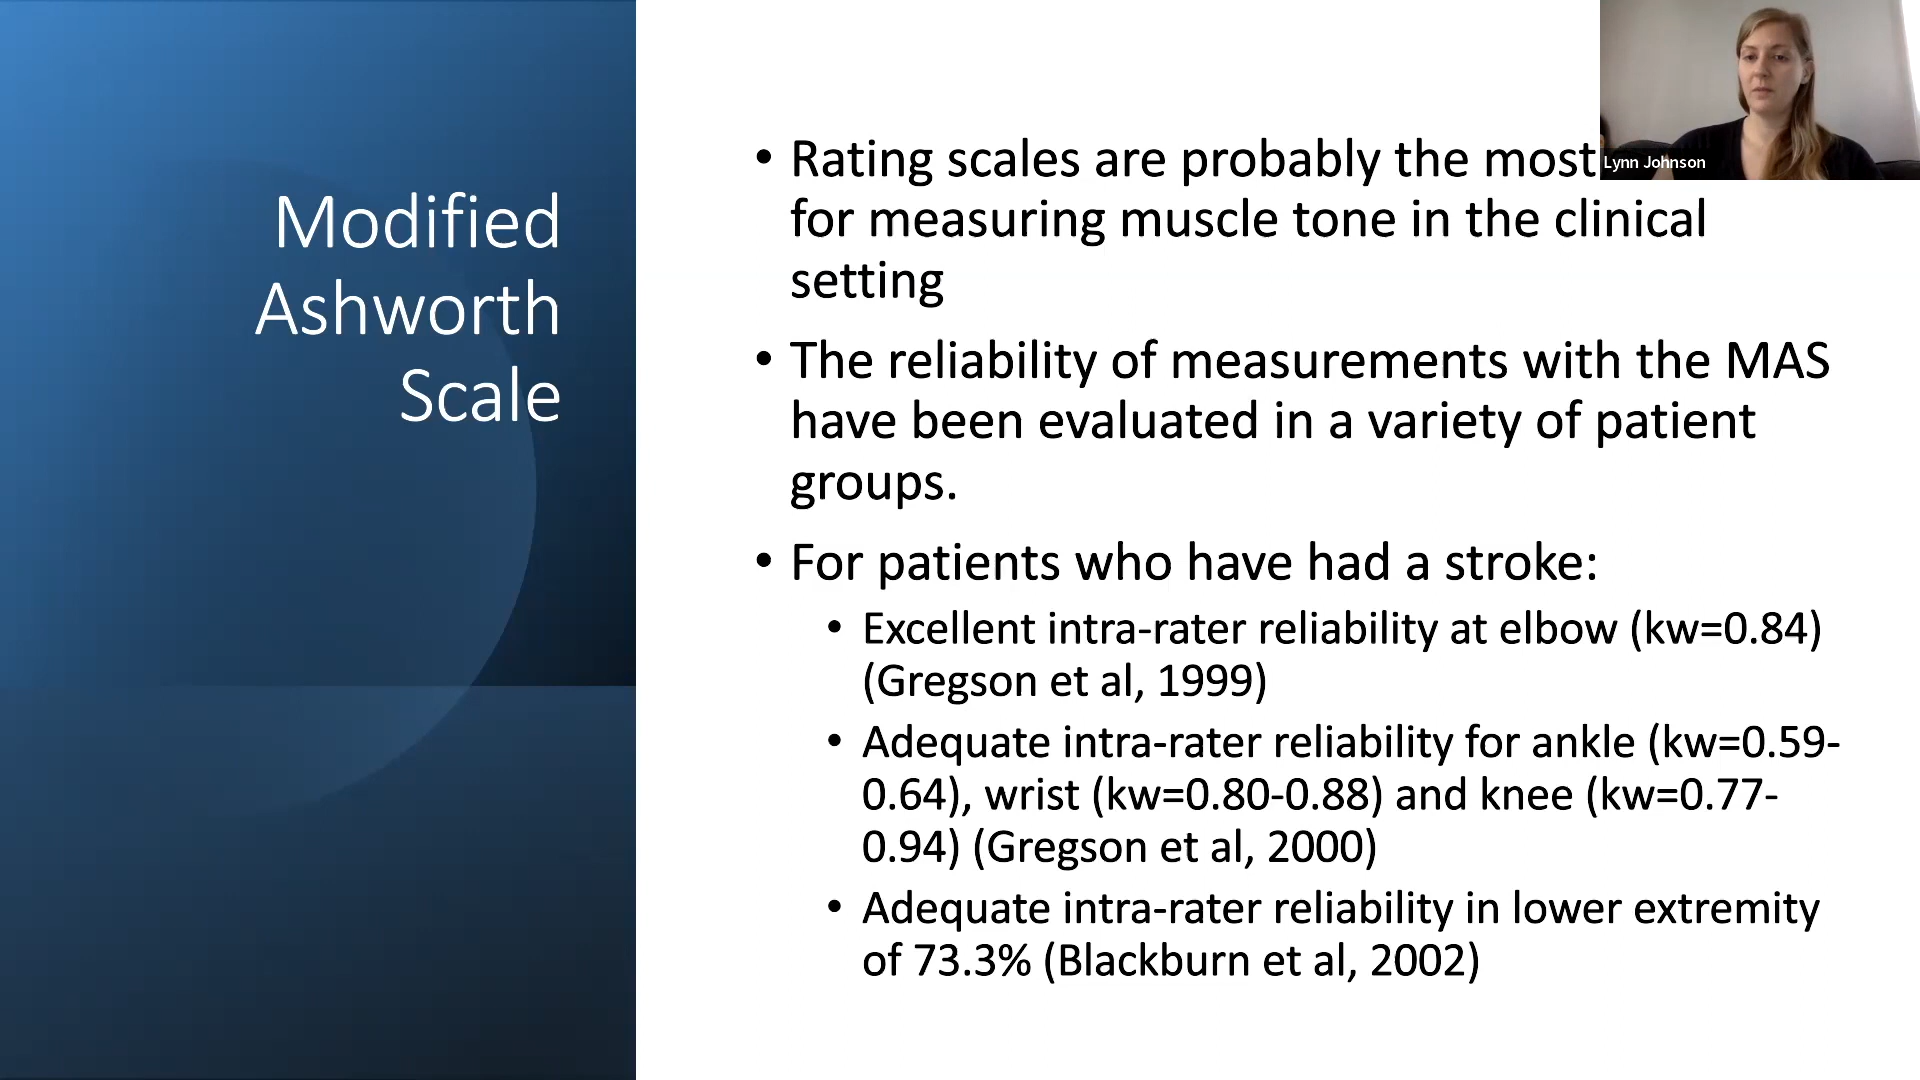 Modified
Ashworth
Scale
• Rating scales are probably the most
for measuring muscle tone in the clinical
setting
• The reliability of measurements with the MAS
have been evaluated in a variety of patient
groups.
• For patients who have had a stroke:
• Excellent intra-rater reliability at elbow (kw=0.84)
(Gregson et al, 1999)
• Adequate intra-rater reliability for ankle (kw=0.59-
0.64), wrist (kw=0.80-0.88) and knee (kw=0.77-
0.94) (Gregson et al, 2000)
• Adequate intra-rater reliability in lower extremity
of 73.3% (Blackburn et al, 2002)
Lynn Johnson